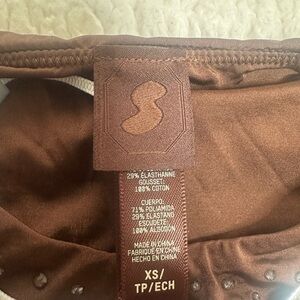 29% ELASTHANNE
GOUSSET:
100% COTON
CUERPO:
71% POLIAMIDA
29% ELASTANO
ESCUDETE:
100% ALGODÓN
MADE IN CHINA
FABRIQUÉ EN CHINE
HECHO EN CHINA
XS/
TP/ECH